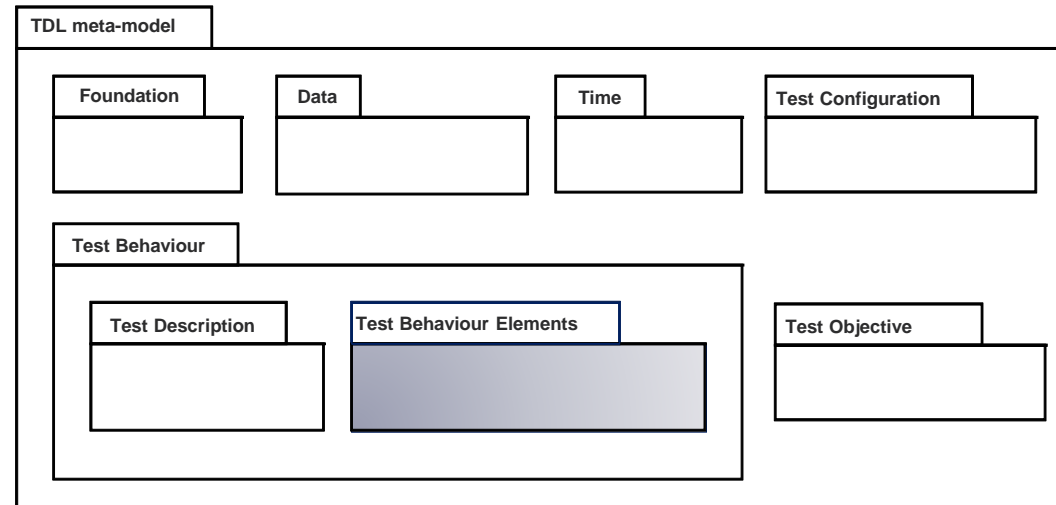 TDL meta-model
Foundation
Data
Time
Test Configuration
Test Behaviour
Test Description
Test Behaviour Elements
Test Objective